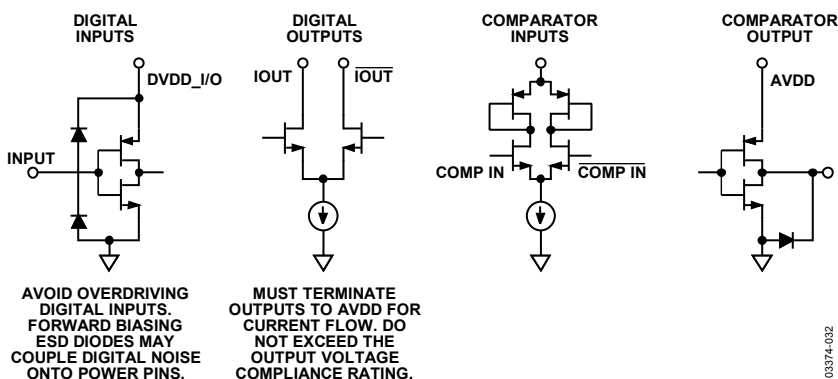 DIGITAL
INPUTS
DVDD_I/O
INPUT
AVOID OVERDRIVING
DIGITAL INPUTS.
FORWARD BIASING
ESD DIODES MAY
COUPLE DIGITAL NOISE
ONTO POWER PINS.
DIGITAL
OUTPUTS
IOUT
IOUT
MUST TERMINATE
OUTPUTS TO AVDD FOR
CURRENT FLOW. DO
NOT EXCEED THE
OUTPUT VOLTAGE
COMPLIANCE RATING.
COMPARATOR
INPUTS
COMP IN
COMP IN
COMPARATOR
OUTPUT
AVDD
03374-032